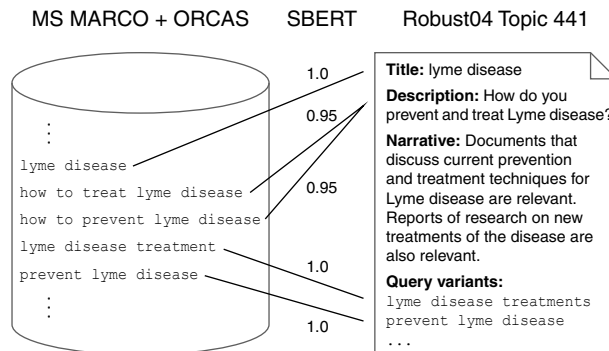 MS MARCO + ORCAS
SBERT
Robust04 Topic 441
⋮
lyme disease
how to treat lyme disease
how to prevent lyme disease
lyme disease treatment
prevent lyme disease
⋮
1.0
0.95
0.95
1.0
1.0
Title: lyme disease
Description: How do you
prevent and treat Lyme disease?
Narrative: Documents that
discuss current prevention
and treatment techniques for
Lyme disease are relevant.
Reports of research on new
treatments of the disease are
also relevant.
Query variants:
lyme disease treatments
prevent lyme disease
...